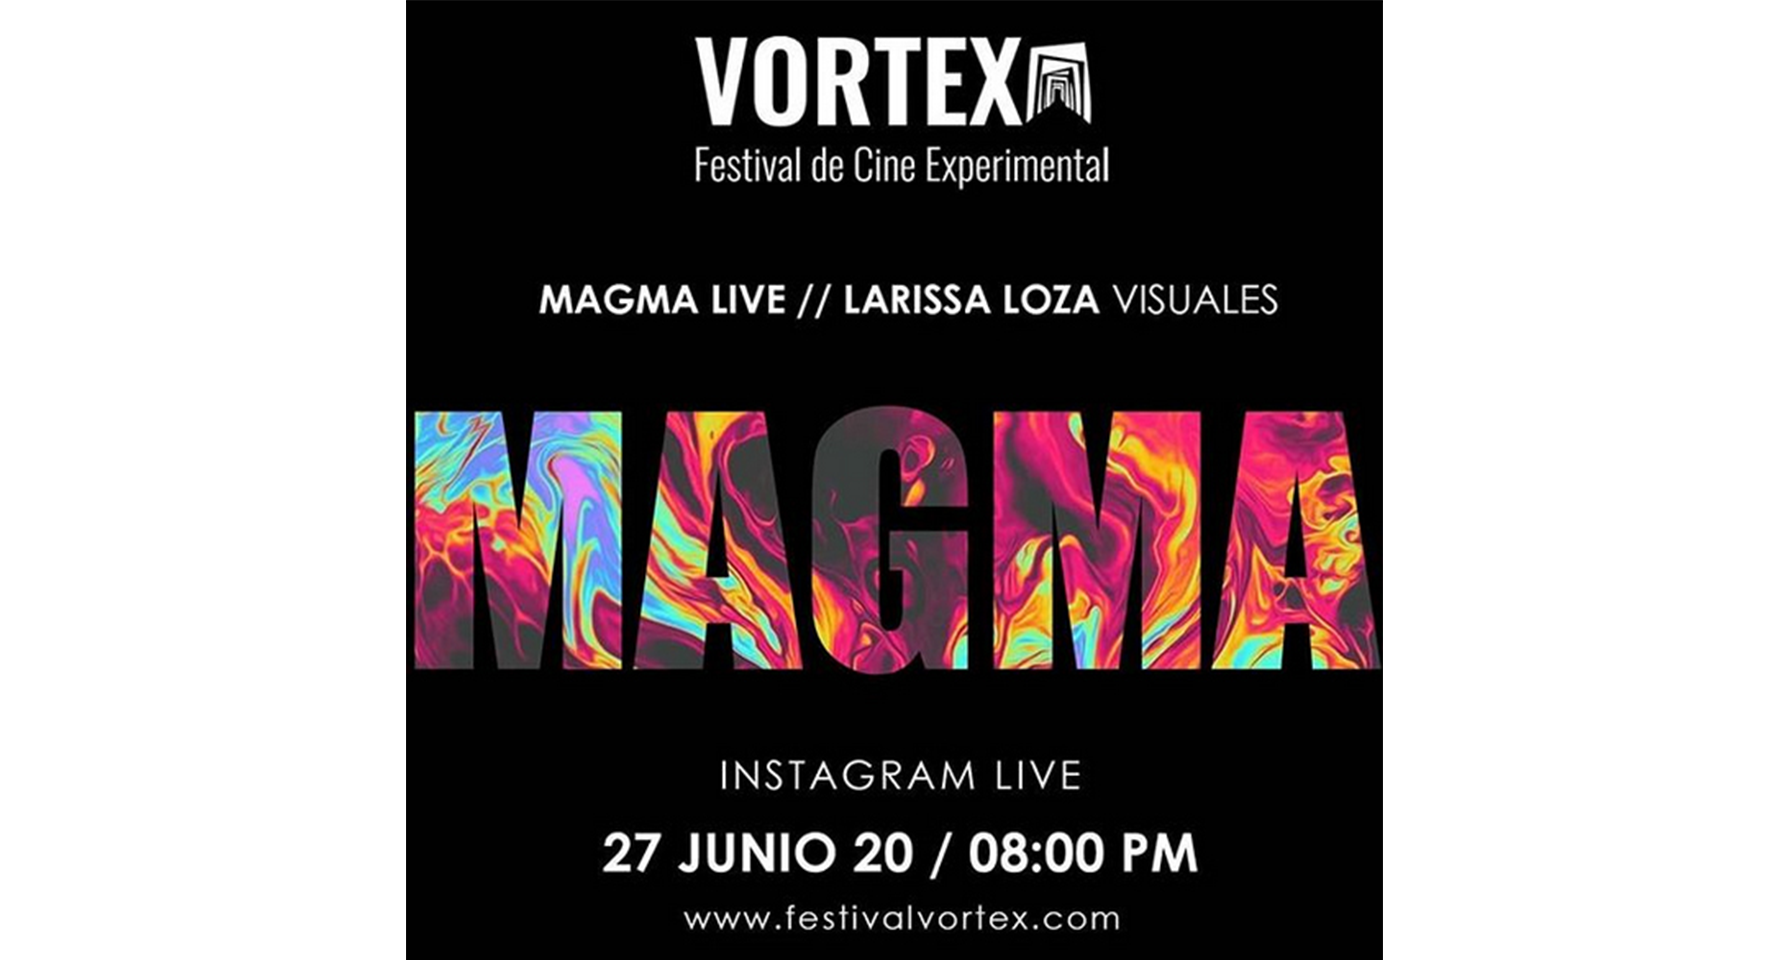 VORTEX
Festival de Cine Experimental
MAGMA LIVE // LARISSA LOZA VISUALES
MAGMA
INSTAGRAM LIVE
27 JUNIO 20 / 08:00 PM
www.festivalvortex.com